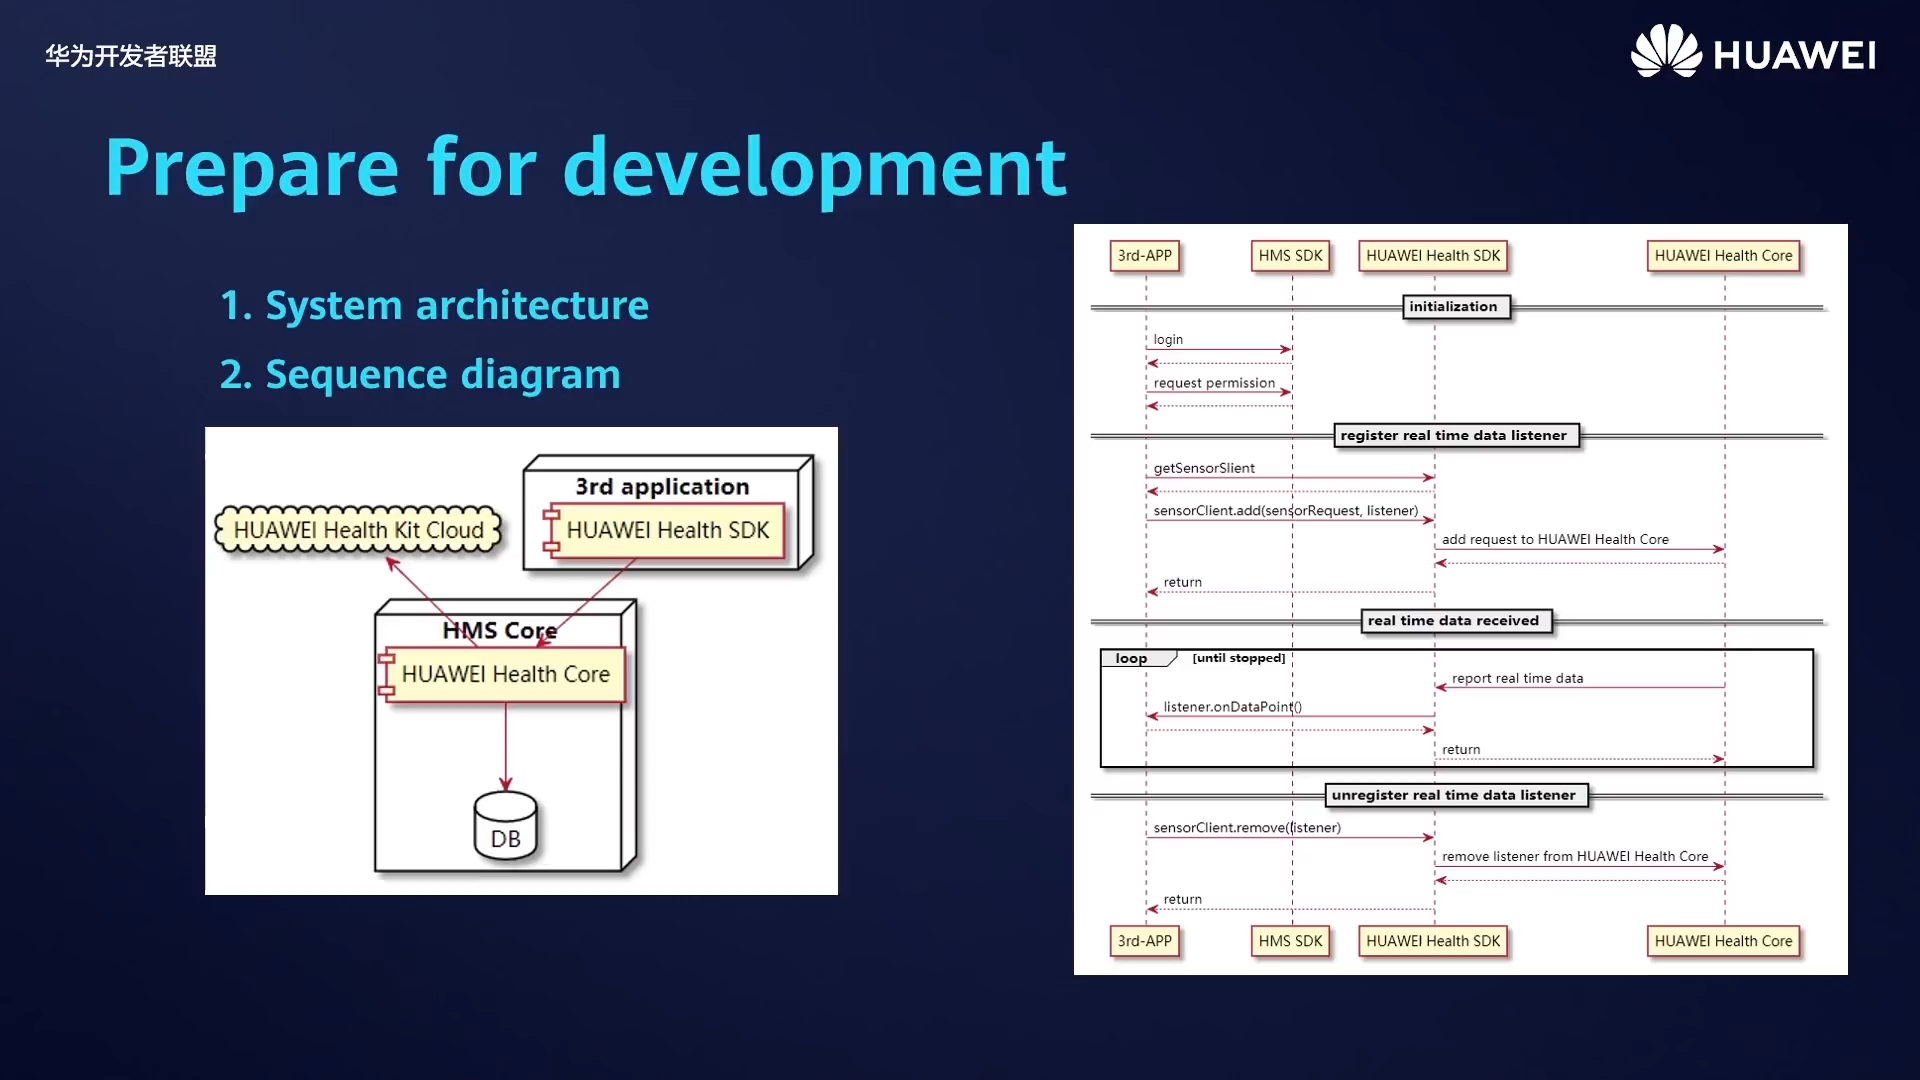 华为开发者联盟
HUAWEI
Prepare for development
1. System architecture
2. Sequence diagram
3rd application
HUAWEI Health Kit Cloud
HUAWEI Health SDK
HMS Core
HUAWEI Health Core
DB
3rd-APP
HMS SDK
HUAWEI Health SDK
HUAWEI Health Core
initialization
login
request permission
register real time data listener
getSensorSlient
sensorClient.add(sensorRequest, listener)
add request to HUAWEI Health Core
return
real time data received
loop
[until stopped]
report real time data
listener.onDataPoint()
return
unregister real time data listener
sensorClient.remove(listener)
remove listener from HUAWEI Health Core
return
3rd-APP
HMS SDK
HUAWEI Health SDK
HUAWEI Health Core